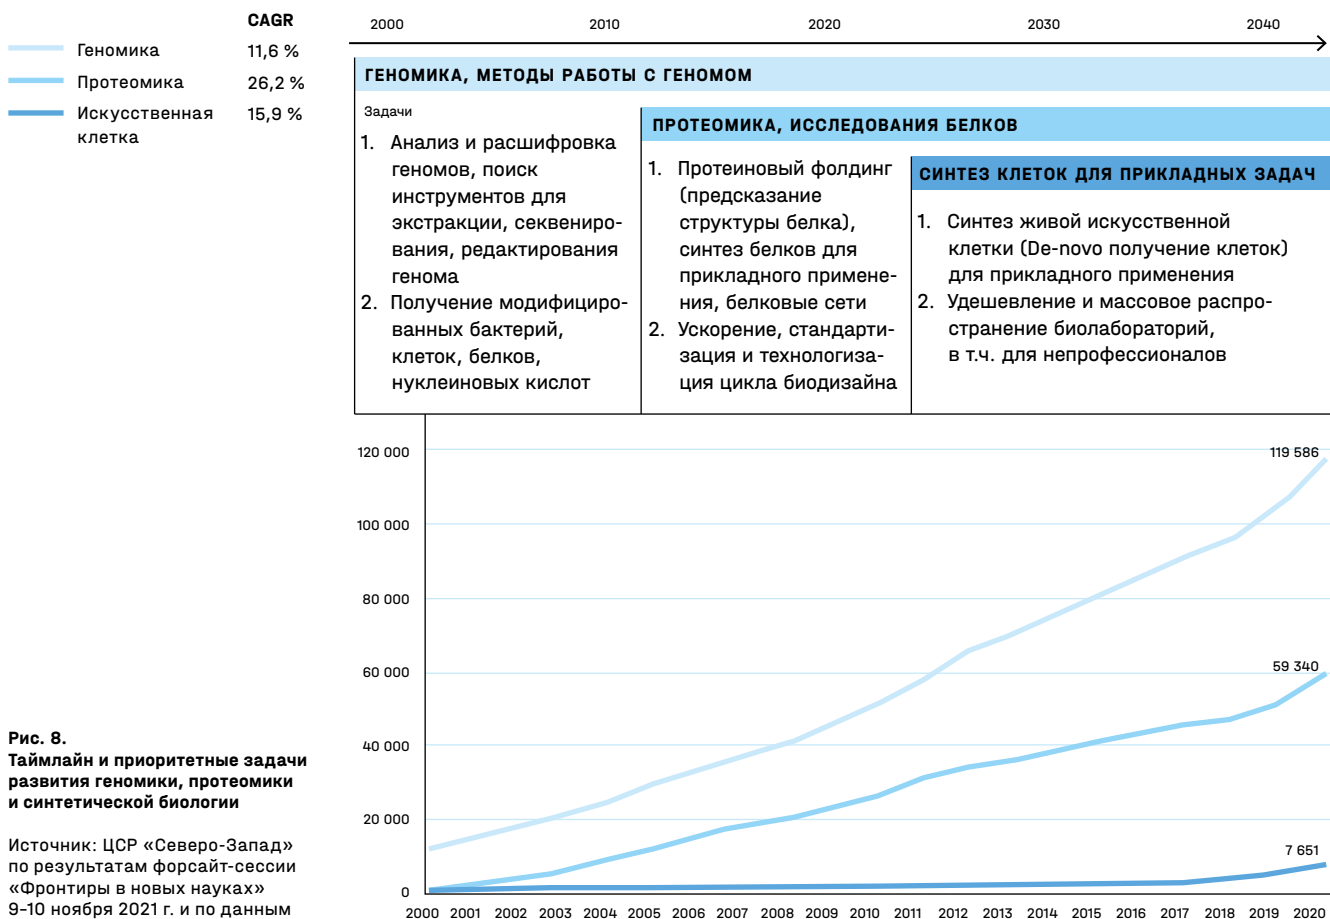 CAGR
Геномика 11,6 %
Протеомика 26,2 %
Искусственная 15,9 %
клетка
2000 2010 2020 2030 2040
ГЕНОМИКА, МЕТОДЫ РАБОТЫ С ГЕНОМОМ
Задачи
1. Анализ и расшифровка
геномов, поиск
инструментов для
экстракции, секвениро-
вания, редактирования
генома
2. Получение модифициро-
ванных бактерий,
клеток, белков,
нуклеиновых кислот
ПРОТЕОМИКА, ИССЛЕДОВАНИЯ БЕЛКОВ
1. Протеиновый фолдинг
(предсказание
структуры белка),
синтез белков для
прикладного примене-
ния, белковые сети
2. Ускорение, стандарти-
зация и технологиза-
ция цикла биодизайна
СИНТЕЗ КЛЕТОК ДЛЯ ПРИКЛАДНЫХ ЗАДАЧ
1. Синтез живой искусственной
клетки (De-novo получение клеток)
для прикладного применения
2. Удешевление и массовое распро-
странение биолабораторий,
в т.ч. для непрофессионалов
120 000
100 000
80 000
60 000
40 000
20 000
0
119 586
59 340
7 651
2000 2001 2002 2003 2004 2005 2006 2007 2008 2009 2010 2011 2012 2013 2014 2015 2016 2017 2018 2019 2020
Рис. 8.
Таймлайн и приоритетные задачи
развития геномики, протеомики
и синтетической биологии
Источник: ЦСР «Северо-Запад»
по результатам форсайт-сессии
«Фронтиры в новых науках»
9-10 ноября 2021 г. и по данным